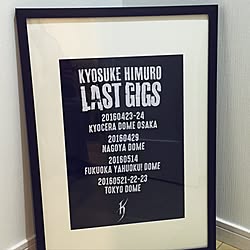 KYOSUKE HIMURO
LAST GIGS
20160423-24
KYOCERA DOME OSAKA
20160429
NAGOYA DOME
20160514
FUKUOKA YAHUOKU! DOME
20160521-22-23
TOKYO DOME